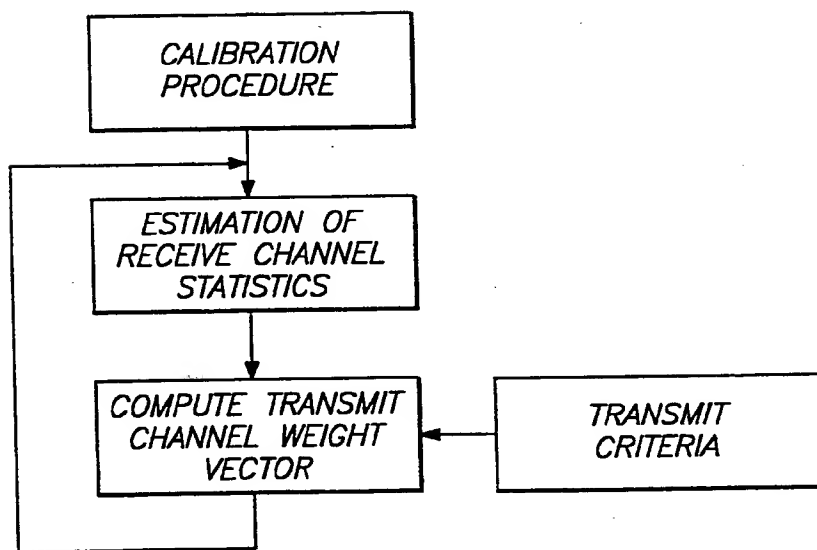 CALIBRATION
PROCEDURE
ESTIMATION OF
RECEIVE CHANNEL
STATISTICS
COMPUTE TRANSMIT
CHANNEL WEIGHT
VECTOR
TRANSMIT
CRITERIA